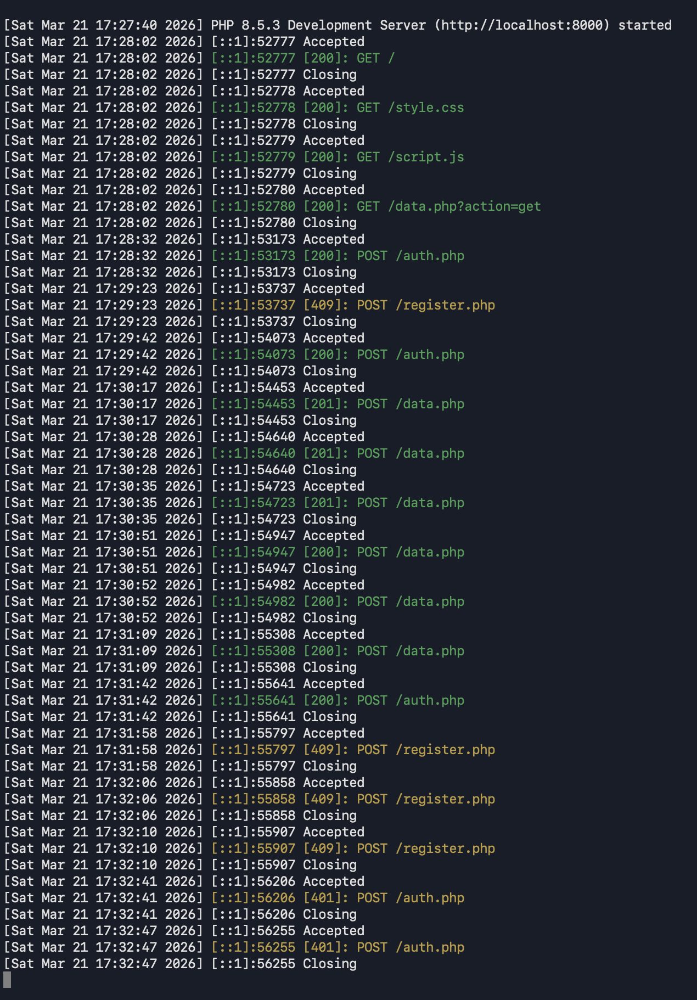 [Sat Mar 21 17:27:40 2026] PHP 8.5.3 Development Server (http://localhost:8000) started
[Sat Mar 21 17:28:02 2026] [::1]:52777 Accepted
[Sat Mar 21 17:28:02 2026] [::1]:52777 [200]: GET /
[Sat Mar 21 17:28:02 2026] [::1]:52777 Closing
[Sat Mar 21 17:28:02 2026] [::1]:52778 Accepted
[Sat Mar 21 17:28:02 2026] [::1]:52778 [200]: GET /style.css
[Sat Mar 21 17:28:02 2026] [::1]:52778 Closing
[Sat Mar 21 17:28:02 2026] [::1]:52779 Accepted
[Sat Mar 21 17:28:02 2026] [::1]:52779 [200]: GET /script.js
[Sat Mar 21 17:28:02 2026] [::1]:52779 Closing
[Sat Mar 21 17:28:02 2026] [::1]:52780 Accepted
[Sat Mar 21 17:28:02 2026] [::1]:52780 [200]: GET /data.php?action=get
[Sat Mar 21 17:28:02 2026] [::1]:52780 Closing
[Sat Mar 21 17:28:32 2026] [::1]:53173 Accepted
[Sat Mar 21 17:28:32 2026] [::1]:53173 [200]: POST /auth.php
[Sat Mar 21 17:28:32 2026] [::1]:53173 Closing
[Sat Mar 21 17:29:23 2026] [::1]:53737 Accepted
[Sat Mar 21 17:29:23 2026] [::1]:53737 [409]: POST /register.php
[Sat Mar 21 17:29:23 2026] [::1]:53737 Closing
[Sat Mar 21 17:29:42 2026] [::1]:54073 Accepted
[Sat Mar 21 17:29:42 2026] [::1]:54073 [200]: POST /auth.php
[Sat Mar 21 17:29:42 2026] [::1]:54073 Closing
[Sat Mar 21 17:30:17 2026] [::1]:54453 Accepted
[Sat Mar 21 17:30:17 2026] [::1]:54453 [201]: POST /data.php
[Sat Mar 21 17:30:17 2026] [::1]:54453 Closing
[Sat Mar 21 17:30:28 2026] [::1]:54640 Accepted
[Sat Mar 21 17:30:28 2026] [::1]:54640 [201]: POST /data.php
[Sat Mar 21 17:30:28 2026] [::1]:54640 Closing
[Sat Mar 21 17:30:35 2026] [::1]:54723 Accepted
[Sat Mar 21 17:30:35 2026] [::1]:54723 [201]: POST /data.php
[Sat Mar 21 17:30:35 2026] [::1]:54723 Closing
[Sat Mar 21 17:30:51 2026] [::1]:54947 Accepted
[Sat Mar 21 17:30:51 2026] [::1]:54947 [200]: POST /data.php
[Sat Mar 21 17:30:51 2026] [::1]:54947 Closing
[Sat Mar 21 17:30:52 2026] [::1]:54982 Accepted
[Sat Mar 21 17:30:52 2026] [::1]:54982 [200]: POST /data.php
[Sat Mar 21 17:30:52 2026] [::1]:54982 Closing
[Sat Mar 21 17:31:09 2026] [::1]:55308 Accepted
[Sat Mar 21 17:31:09 2026] [::1]:55308 [200]: POST /data.php
[Sat Mar 21 17:31:09 2026] [::1]:55308 Closing
[Sat Mar 21 17:31:42 2026] [::1]:55641 Accepted
[Sat Mar 21 17:31:42 2026] [::1]:55641 [200]: POST /auth.php
[Sat Mar 21 17:31:42 2026] [::1]:55641 Closing
[Sat Mar 21 17:31:58 2026] [::1]:55797 Accepted
[Sat Mar 21 17:31:58 2026] [::1]:55797 [409]: POST /register.php
[Sat Mar 21 17:31:58 2026] [::1]:55797 Closing
[Sat Mar 21 17:32:06 2026] [::1]:55858 Accepted
[Sat Mar 21 17:32:06 2026] [::1]:55858 [409]: POST /register.php
[Sat Mar 21 17:32:06 2026] [::1]:55858 Closing
[Sat Mar 21 17:32:10 2026] [::1]:55907 Accepted
[Sat Mar 21 17:32:10 2026] [::1]:55907 [409]: POST /register.php
[Sat Mar 21 17:32:10 2026] [::1]:55907 Closing
[Sat Mar 21 17:32:41 2026] [::1]:56206 Accepted
[Sat Mar 21 17:32:41 2026] [::1]:56206 [401]: POST /auth.php
[Sat Mar 21 17:32:41 2026] [::1]:56206 Closing
[Sat Mar 21 17:32:47 2026] [::1]:56255 Accepted
[Sat Mar 21 17:32:47 2026] [::1]:56255 [401]: POST /auth.php
[Sat Mar 21 17:32:47 2026] [::1]:56255 Closing